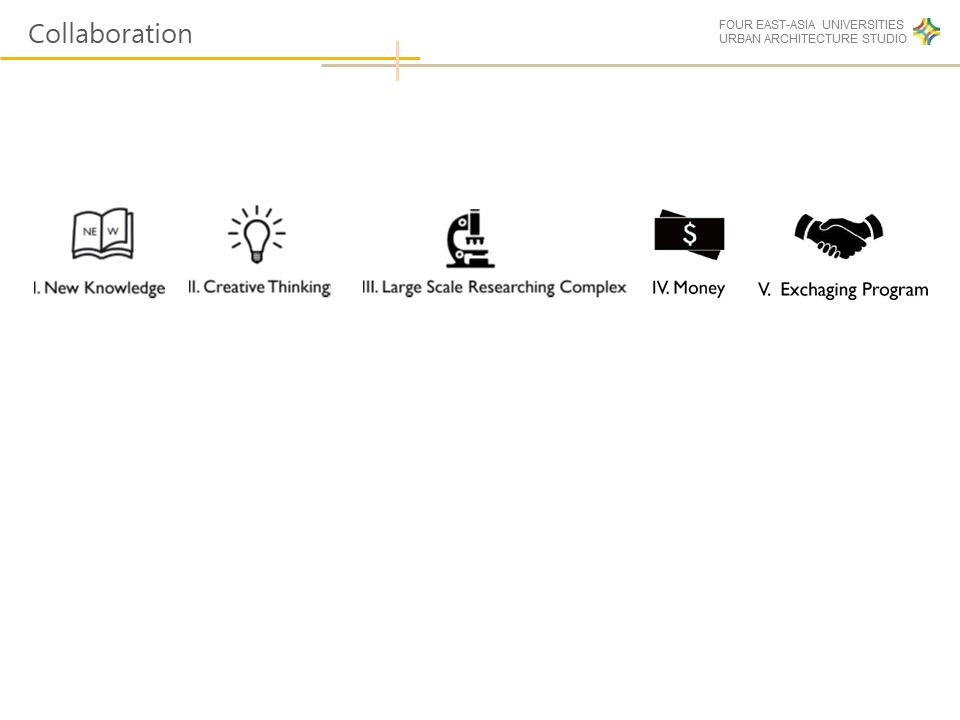 Collaboration
FOUR EAST-ASIA UNIVERSITIES
URBAN ARCHITECTURE STUDIO
NE W
$
I. New Knowledge
II. Creative Thinking
III. Large Scale Researching Complex
IV. Money
V. Exchaging Program